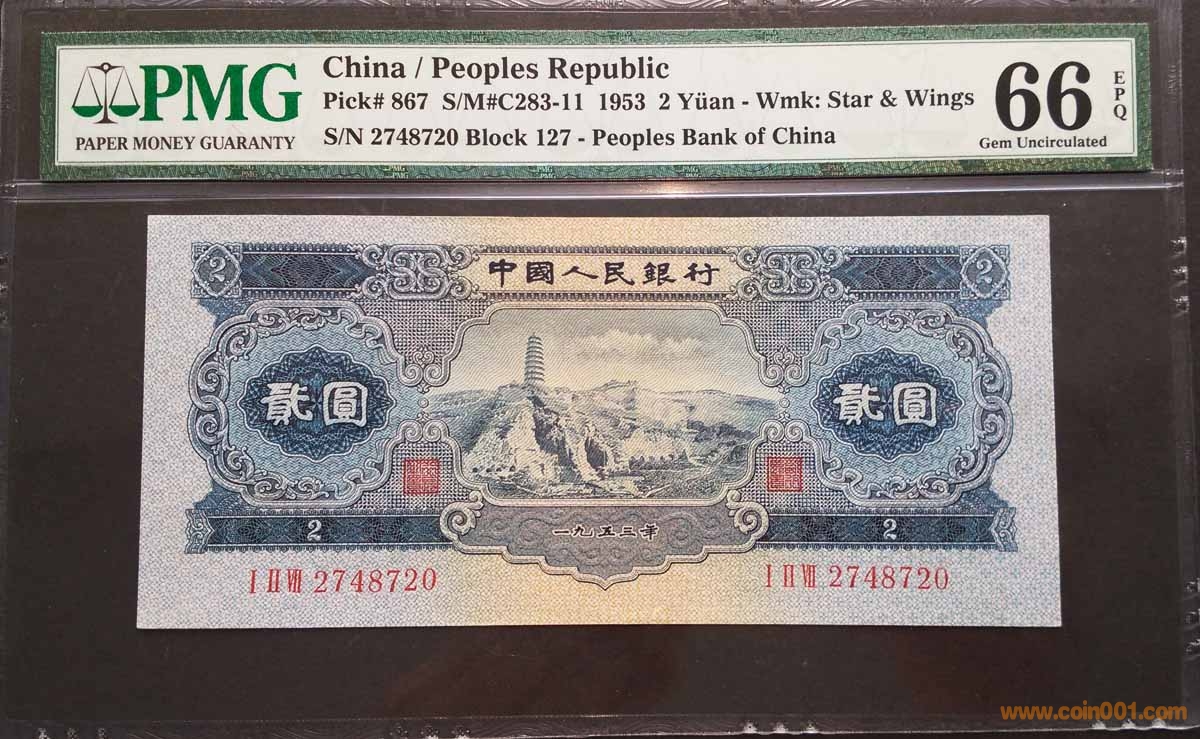 PMG
PAPER MONEY GUARANTY
China / Peoples Republic
Pick# 867 S/M#C283-11 1953 2 Yüan - Wmk: Star & Wings
S/N 2748720 Block 127 - Peoples Bank of China
66
EPQ
Gem Uncirculated
2 中國人民銀行 2
貳圓 貳圓
2 一九五三年 2
I II VII 2748720 I II VII 2748720
www.coin001.com